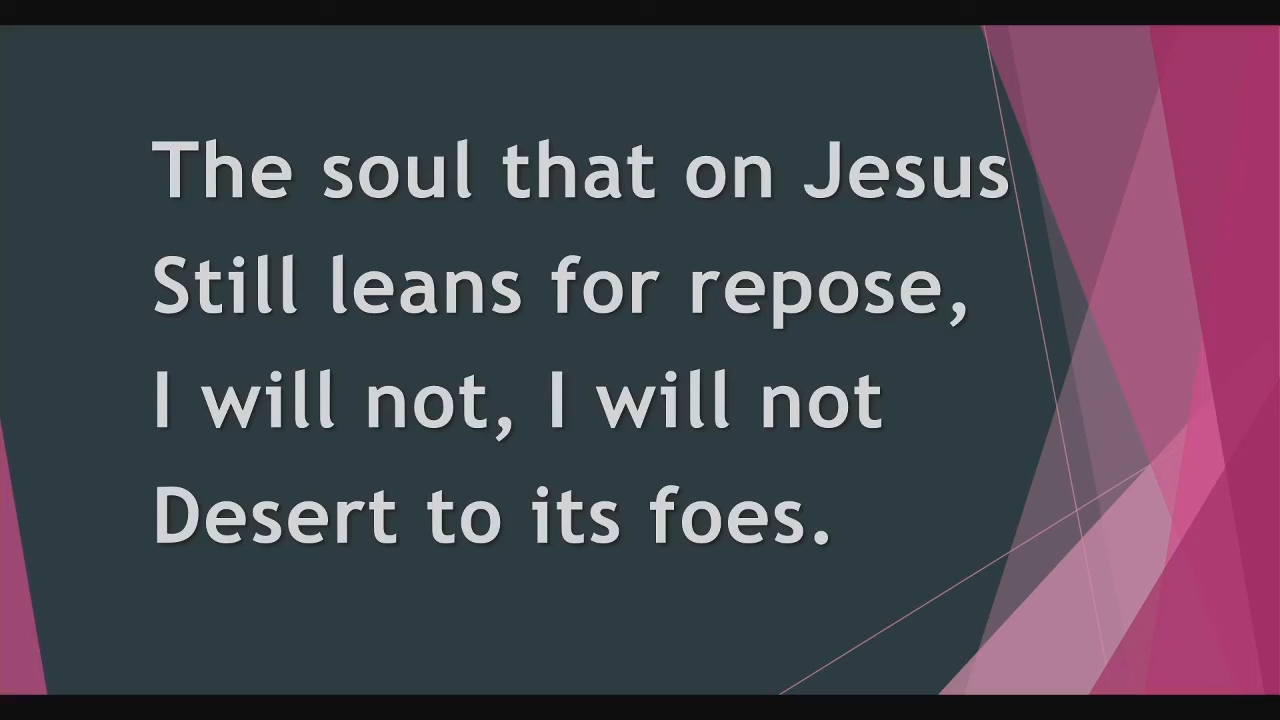 The soul that on Jesus
Still leans for repose,
I will not, I will not
Desert to its foes.